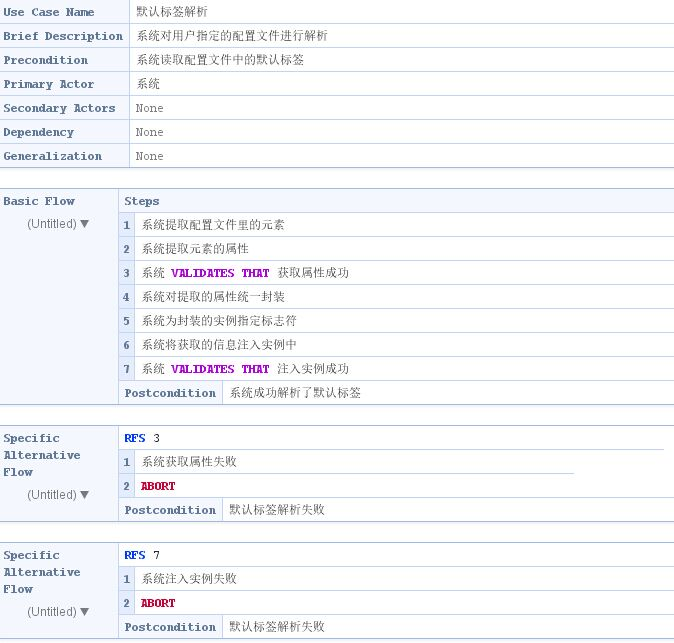 Use Case Name 默认标签解析
Brief Description 系统对用户指定的配置文件进行解析
Precondition 系统读取配置文件中的默认标签
Primary Actor 系统
Secondary Actors None
Dependency None
Generalization None
Basic Flow Steps
(Untitled) ▼
1 系统提取配置文件里的元素
2 系统提取元素的属性
3 系统 VALIDATES THAT 获取属性成功
4 系统对提取的属性统一封装
5 系统为封装的实例指定标志符
6 系统将获取的信息注入实例中
7 系统 VALIDATES THAT 注入实例成功
Postcondition 系统成功解析了默认标签
Specific Alternative Flow
(Untitled) ▼
RFS 3
1 系统获取属性失败
2 ABORT
Postcondition 默认标签解析失败
Specific Alternative Flow
(Untitled) ▼
RFS 7
1 系统注入实例失败
2 ABORT
Postcondition 默认标签解析失败